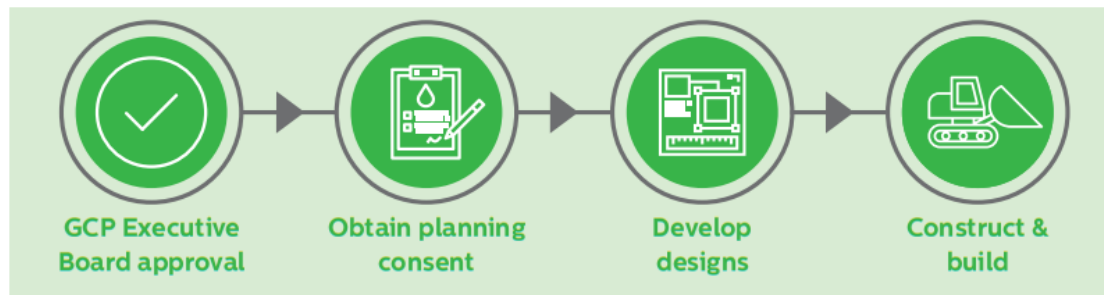 GCP Executive
Board approval
Obtain planning
consent
Develop
designs
Construct &
build